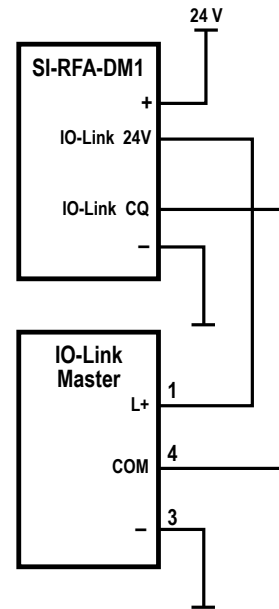 24 V
SI-RFA-DM1
+
IO-Link 24V
IO-Link CQ
–
IO-Link
Master
1
L+
4
COM
3
–